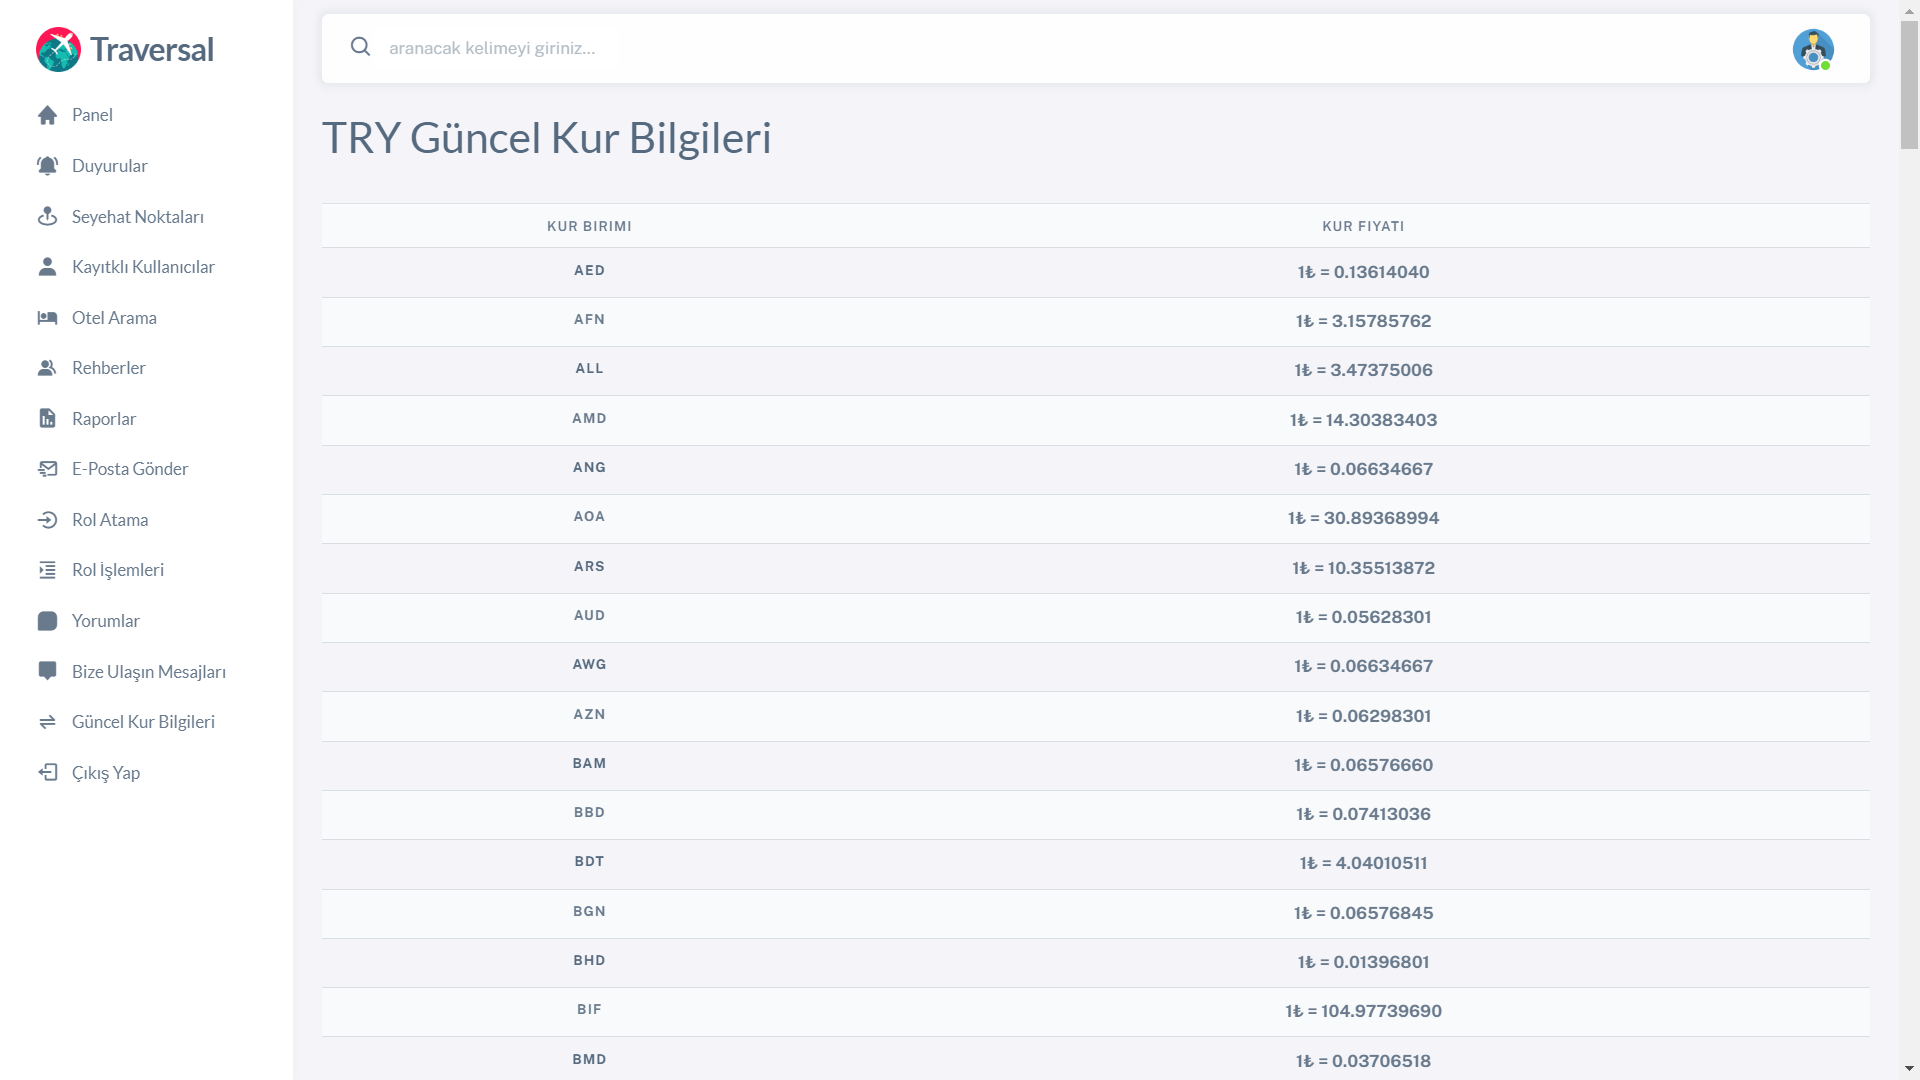 Traversal
Panel
Duyurular
Seyehat Noktaları
Kayıtklı Kullanıcılar
Otel Arama
Rehberler
Raporlar
E-Posta Gönder
Rol Atama
Rol İşlemleri
Yorumlar
Bize Ulaşın Mesajları
Güncel Kur Bilgileri
Çıkış Yap
aranacak kelimeyi giriniz...
TRY Güncel Kur Bilgileri
KUR BIRIMI KUR FIYATI
AED 1₺ = 0.13614040
AFN 1₺ = 3.15785762
ALL 1₺ = 3.47375006
AMD 1₺ = 14.30383403
ANG 1₺ = 0.06634667
AOA 1₺ = 30.89368994
ARS 1₺ = 10.35513872
AUD 1₺ = 0.05628301
AWG 1₺ = 0.06634667
AZN 1₺ = 0.06298301
BAM 1₺ = 0.06576660
BBD 1₺ = 0.07413036
BDT 1₺ = 4.04010511
BGN 1₺ = 0.06576845
BHD 1₺ = 0.01396801
BIF 1₺ = 104.97739690
BMD 1₺ = 0.03706518